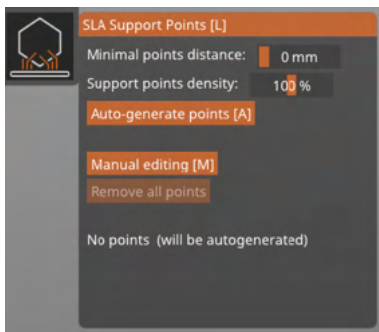 SLA Support Points [L]
Minimal points distance: 0 mm
Support points density: 100 %
Auto-generate points [A]
Manual editing [M]
Remove all points
No points (will be autogenerated)